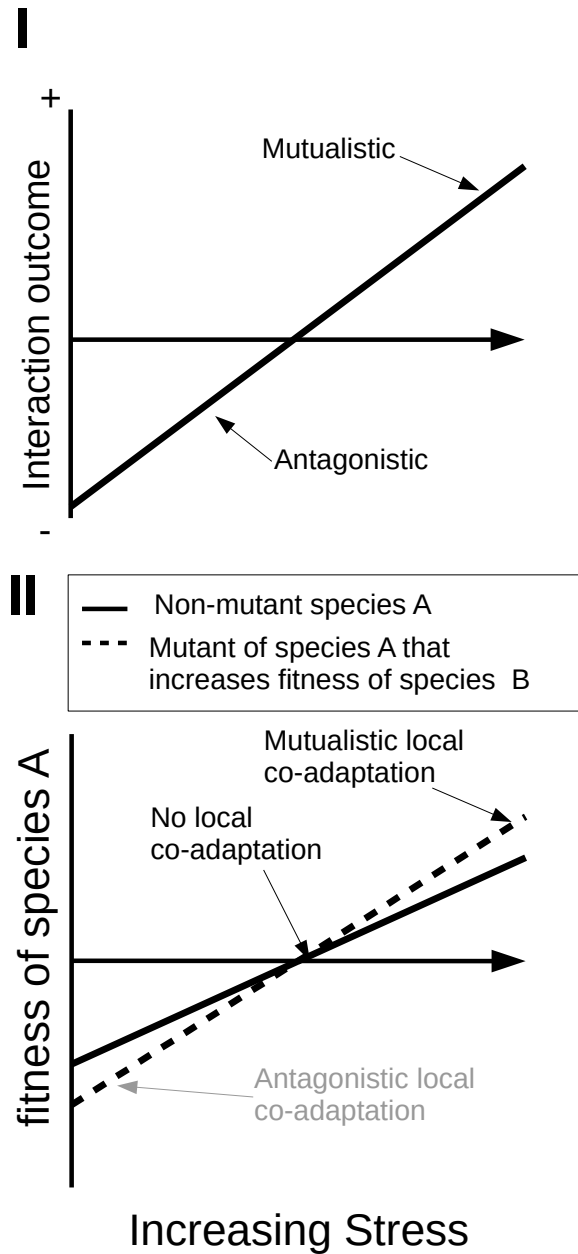 I
+
Mutualistic
Interaction outcome
Antagonistic
-
II
Non-mutant species A
Mutant of species A that
increases fitness of species B
Mutualistic local
co-adaptation
No local
co-adaptation
fitness of species A
Antagonistic local
co-adaptation
Increasing Stress